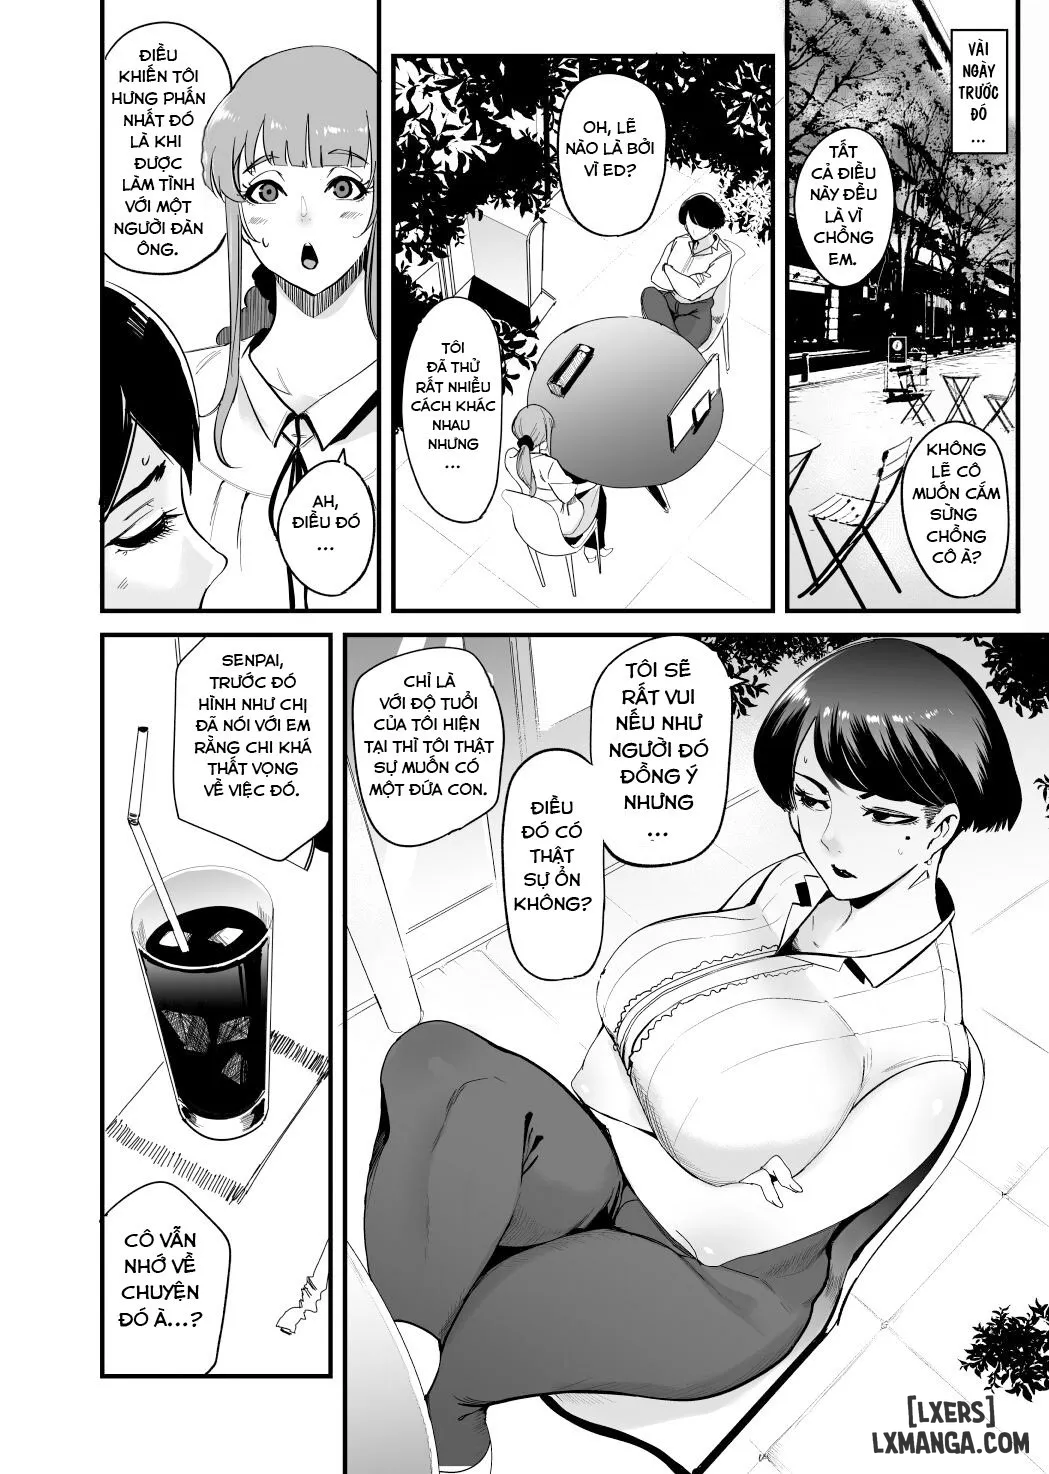 VÀI
NGÀY
TRƯỚC
ĐÓ
...
TẤT
CẢ ĐIỀU
NÀY ĐỀU
LÀ VÌ
CHỒNG
EM.
KHÔNG
LẼ CÔ
MUỐN CẮM
SỪNG
CHỒNG
CÔ À?
OH, LẼ
NÀO LÀ BỞI
VÌ ED?
TÔI
ĐÃ THỬ
RẤT NHIỀU
CÁCH KHÁC
NHAU
NHƯNG
...
ĐIỀU
KHIẾN TÔI
HƯNG PHẤN
NHẤT ĐÓ
LÀ KHI
ĐƯỢC
LÀM TÌNH
VỚI MỘT
NGƯỜI ĐÀN
ÔNG.
AH,
ĐIỀU ĐÓ
...
TÔI SẼ
RẤT VUI
NẾU NHƯ
NGƯỜI ĐÓ
ĐỒNG Ý
NHƯNG
...
ĐIỀU
ĐÓ CÓ
THẬT
SỰ ỔN
KHÔNG?
CHỈ LÀ
VỚI ĐỘ TUỔI
CỦA TÔI HIỆN
TẠI THÌ TÔI THẬT
SỰ MUỐN CÓ
MỘT ĐỨA CON.
SENPAI,
TRƯỚC ĐÓ
HÌNH NHƯ CHỊ
ĐÃ NÓI VỚI EM
RẰNG CHI KHÁ
THẤT VỌNG
VỀ VIỆC ĐÓ.
CÔ VẪN
NHỚ VỀ
CHUYỆN
ĐÓ À...?
[LXERS]
LXMANGA.COM